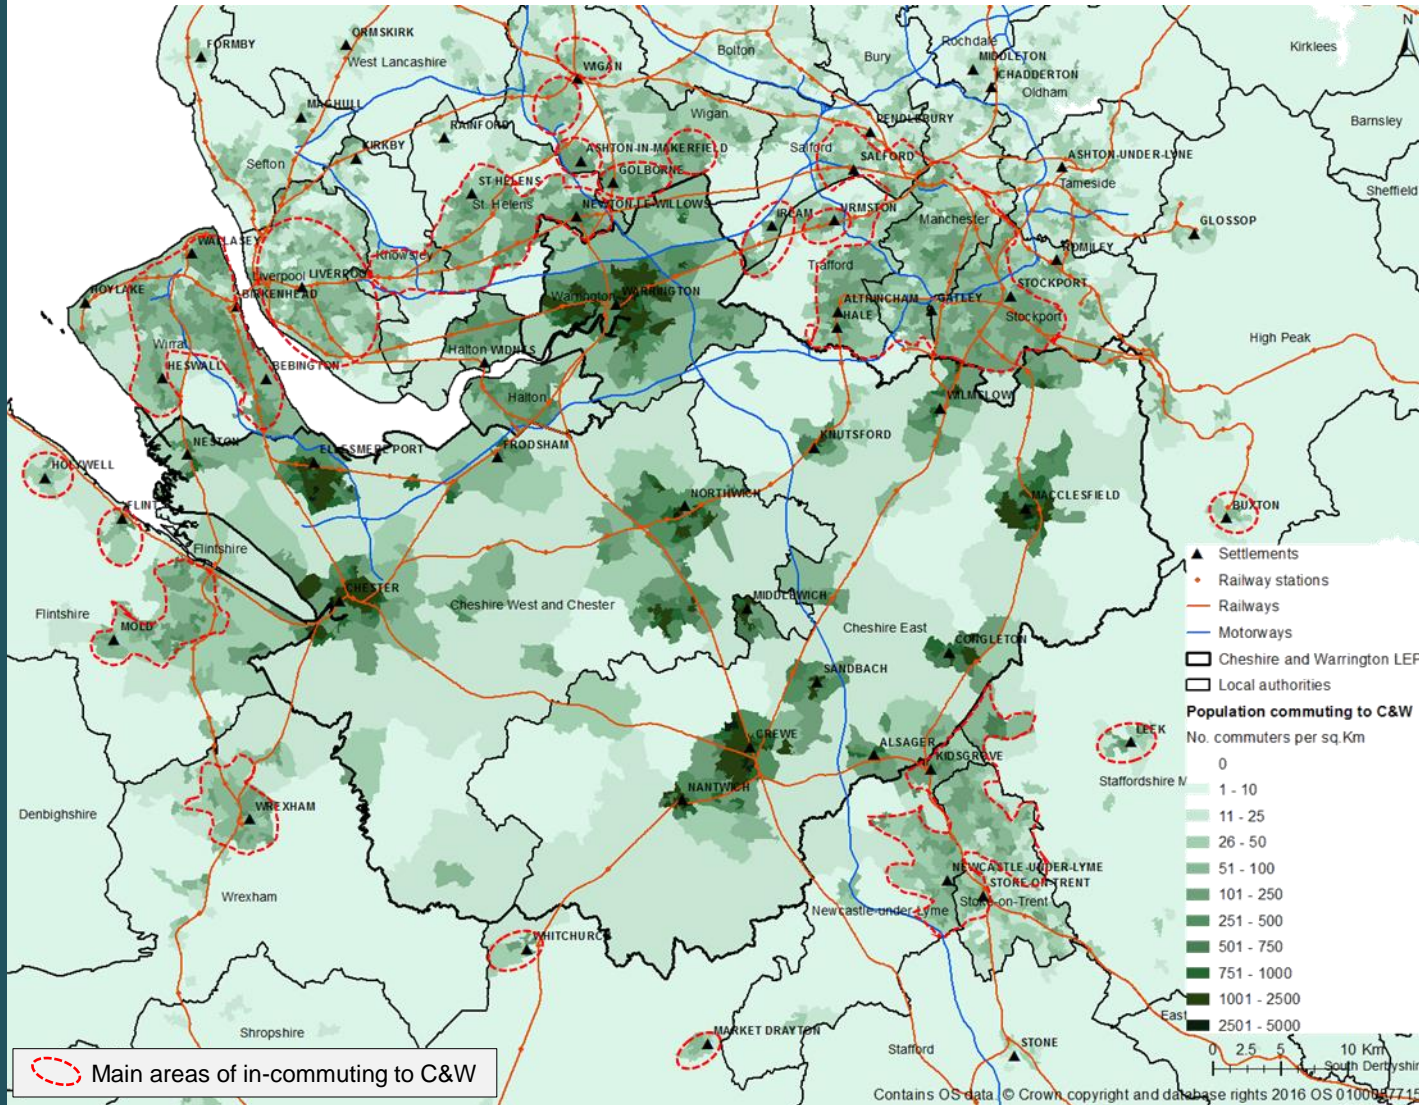 N
FORMBY
ORMSKIRK
West Lancashire
WIGAN
Bolton
Bury
Rochdale
MIDDLETON
CHADDERTON
Oldham
Kirklees
MAGHULL
RAINFORD
Wigan
PENDLEBURY
Barnsley
KIRKBY
Sefton
ASHTON-IN-MAKERFIELD
Salford
SALFORD
ASHTON-UNDER-LYNE
Tameside
Sheffield
GOLBORNE
ST HELENS
St. Helens
NEWTON-LE-WILLOWS
IRLAM
URMSTON
Manchester
GLOSSOP
ROMILEY
WALLASEY
Knowsley
Trafford
Liverpool
LIVERPOOL
HOYLAKE
BIRKENHEAD
Warrington
WARRINGTON
ALTRINCHAM
GATLEY
STOCKPORT
HALE
Stockport
Wirral
Halton
WIDNES
High Peak
HESWALL
BEBINGTON
Halton
WILMSLOW
NESTON
ELLESMERE PORT
FRODSHAM
KNUTSFORD
HOLYWELL
NORTHWICH
MACCLESFIELD
FLINT
BUXTON
Flintshire
CHESTER
Cheshire West and Chester
MIDDLEWICH
Flintshire
MOLD
Cheshire East
CONGLETON
SANDBACH
CREWE
ALSAGER
KIDSGROVE
LEEK
Staffordshire M
NANTWICH
WREXHAM
Denbighshire
NEWCASTLE-UNDER-LYME
STOKE-ON-TRENT
Wrexham
Newcastle-under-Lyme
Stoke-on-Trent
WHITCHURCH
Shropshire
MARKET DRAYTON
Stafford
STONE
East
South Derbyshir
Settlements
Railway stations
Railways
Motorways
Cheshire and Warrington LEP
Local authorities
Population commuting to C&W
No. commuters per sq.Km
0
1 - 10
11 - 25
26 - 50
51 - 100
101 - 250
251 - 500
501 - 750
751 - 1000
1001 - 2500
2501 - 5000
0 2.5 5 10 Km
Main areas of in-commuting to C&W
Contains OS data © Crown copyright and database rights 2016 OS